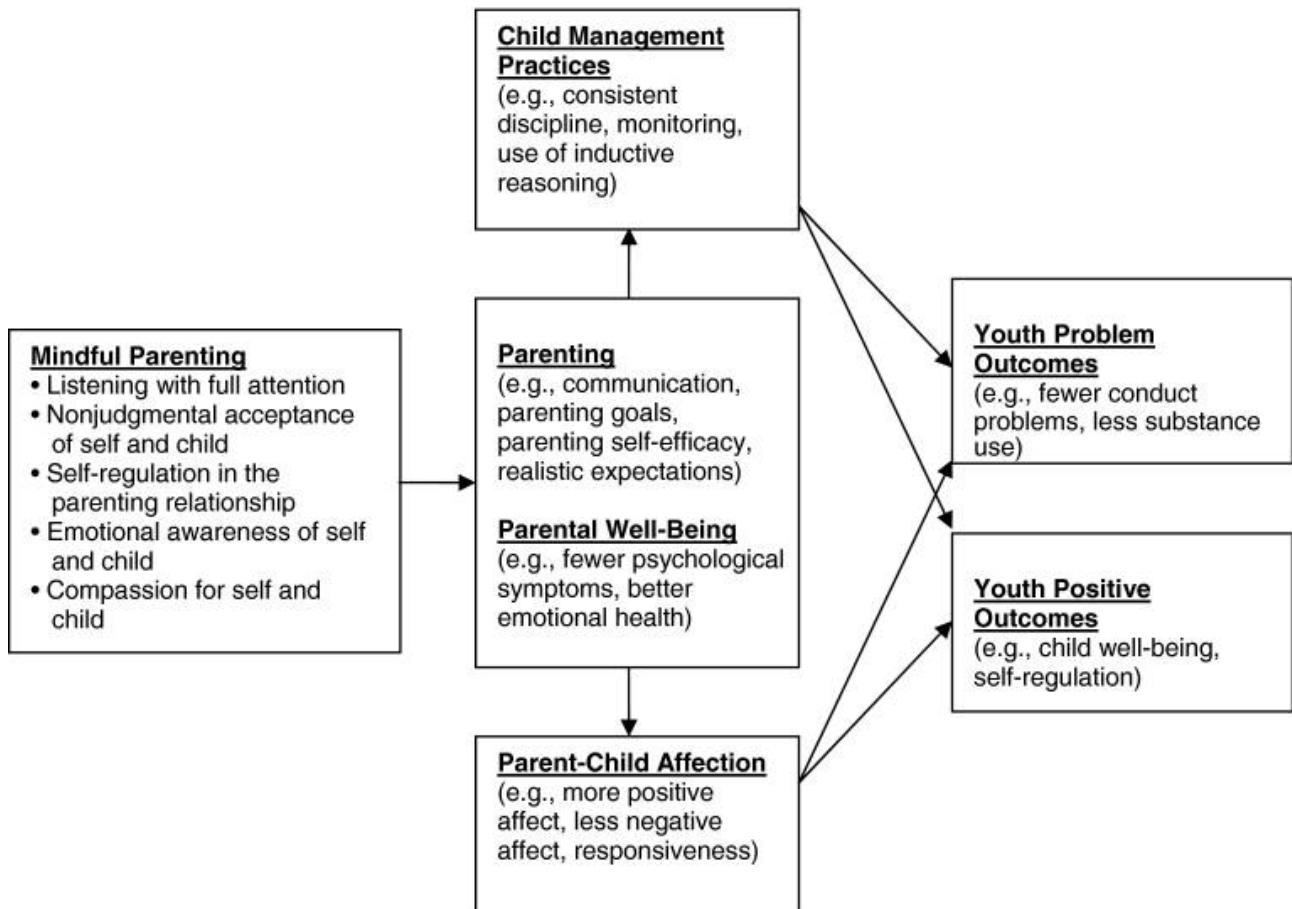 Child Management
Practices
(e.g., consistent
discipline, monitoring,
use of inductive
reasoning)
Mindful Parenting
• Listening with full attention
• Nonjudgmental acceptance
of self and child
• Self-regulation in the
parenting relationship
• Emotional awareness of self
and child
• Compassion for self and
child
Parenting
(e.g., communication,
parenting goals,
parenting self-efficacy,
realistic expectations)
Parental Well-Being
(e.g., fewer psychological
symptoms, better
emotional health)
Parent-Child Affection
(e.g., more positive
affect, less negative
affect, responsiveness)
Youth Problem
Outcomes
(e.g., fewer conduct
problems, less substance
use)
Youth Positive
Outcomes
(e.g., child well-being,
self-regulation)